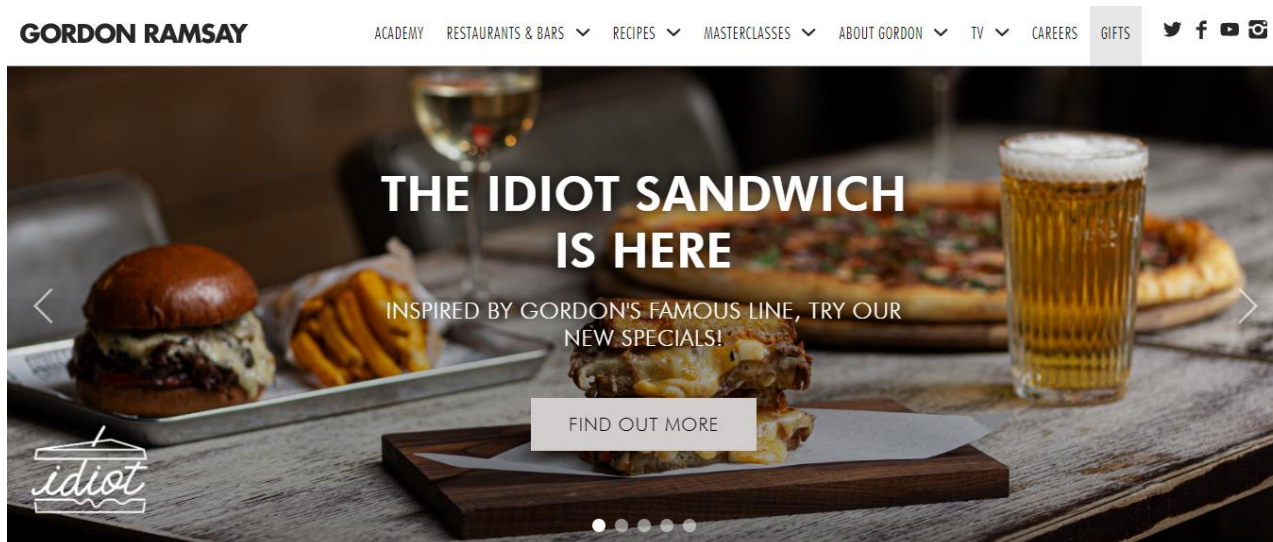 GORDON RAMSAY
ACADEMY RESTAURANTS & BARS RECIPES MASTERCLASSES ABOUT GORDON TV CAREERS GIFTS
THE IDIOT SANDWICH
IS HERE
INSPIRED BY GORDON'S FAMOUS LINE, TRY OUR
NEW SPECIALS!
FIND OUT MORE
idiot